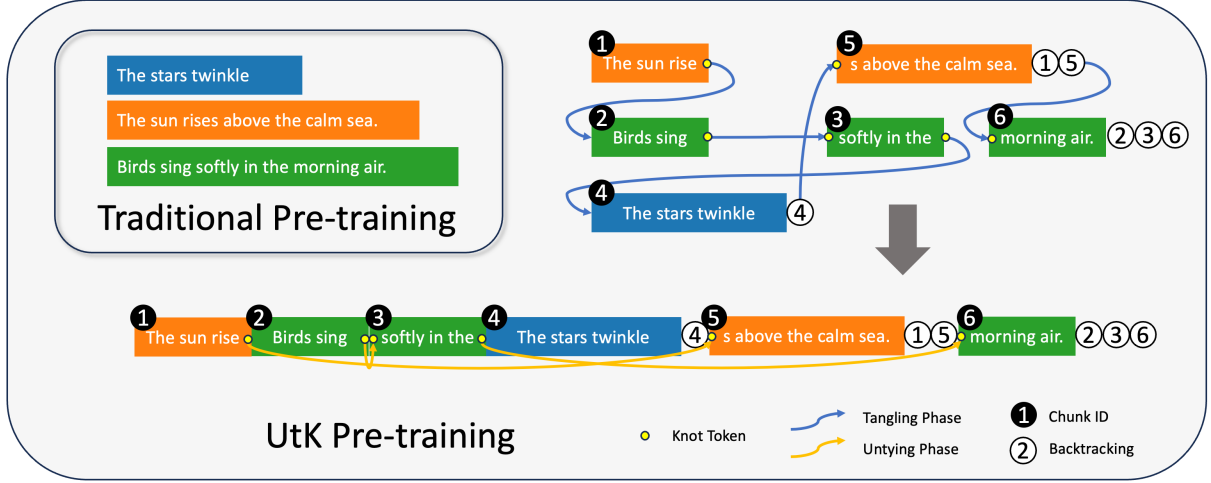 The stars twinkle
The sun rises above the calm sea.
Birds sing softly in the morning air.
Traditional Pre-training
1 The sun rise
5 s above the calm sea. 1 5
2 Birds sing
3 softly in the
6 morning air. 2 3 6
4 The stars twinkle 4
1 The sun rise 2 Birds sing 3 softly in the 4 The stars twinkle 4 5 s above the calm sea. 1 5 6 morning air. 2 3 6
UtK Pre-training
Knot Token
Tangling Phase
Untying Phase
1 Chunk ID
2 Backtracking